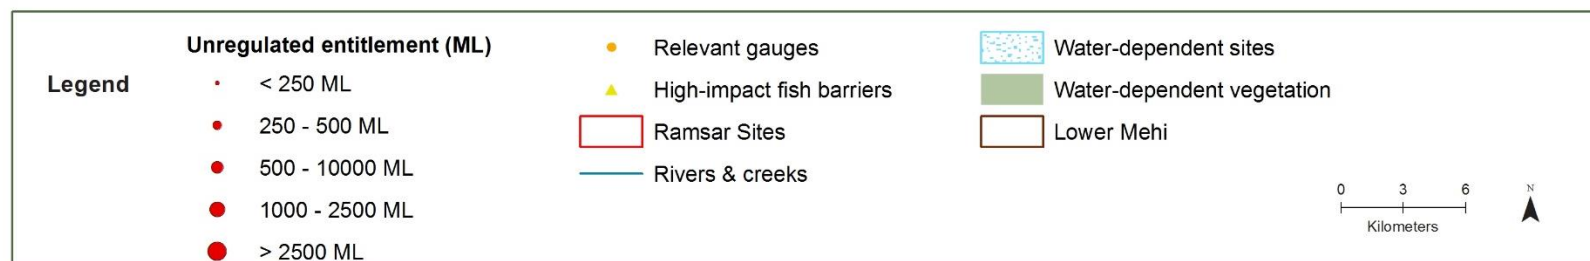 Legend
Unregulated entitlement (ML)
< 250 ML
250 - 500 ML
500 - 10000 ML
1000 - 2500 ML
> 2500 ML
Relevant gauges
High-impact fish barriers
Ramsar Sites
Rivers & creeks
Water-dependent sites
Water-dependent vegetation
Lower Mehi
0 3 6
Kilometers
N